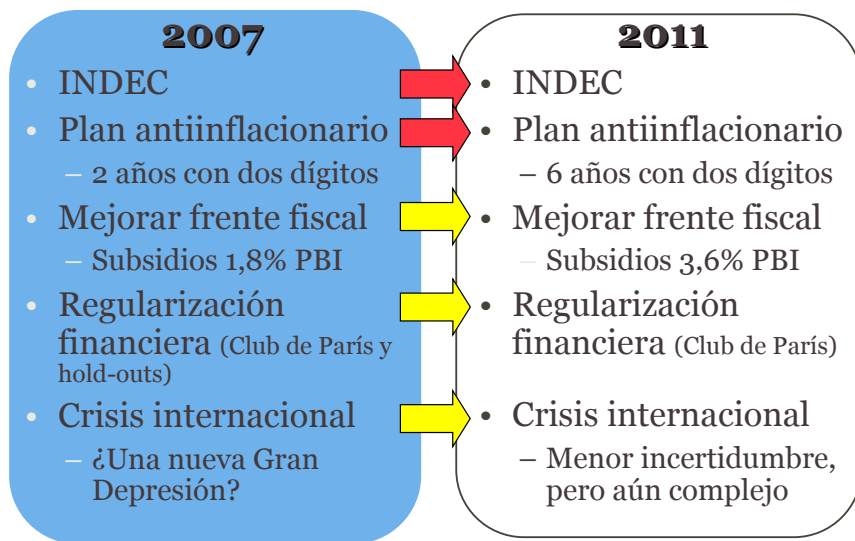 2007
• INDEC
• Plan antiinflacionario
– 2 años con dos dígitos
• Mejorar frente fiscal
– Subsidios 1,8% PBI
• Regularización
financiera (Club de París y
hold-outs)
• Crisis internacional
– ¿Una nueva Gran
Depresión?
2011
• INDEC
• Plan antiinflacionario
– 6 años con dos dígitos
• Mejorar frente fiscal
– Subsidios 3,6% PBI
• Regularización
financiera (Club de París)
• Crisis internacional
– Menor incertidumbre,
pero aún complejo